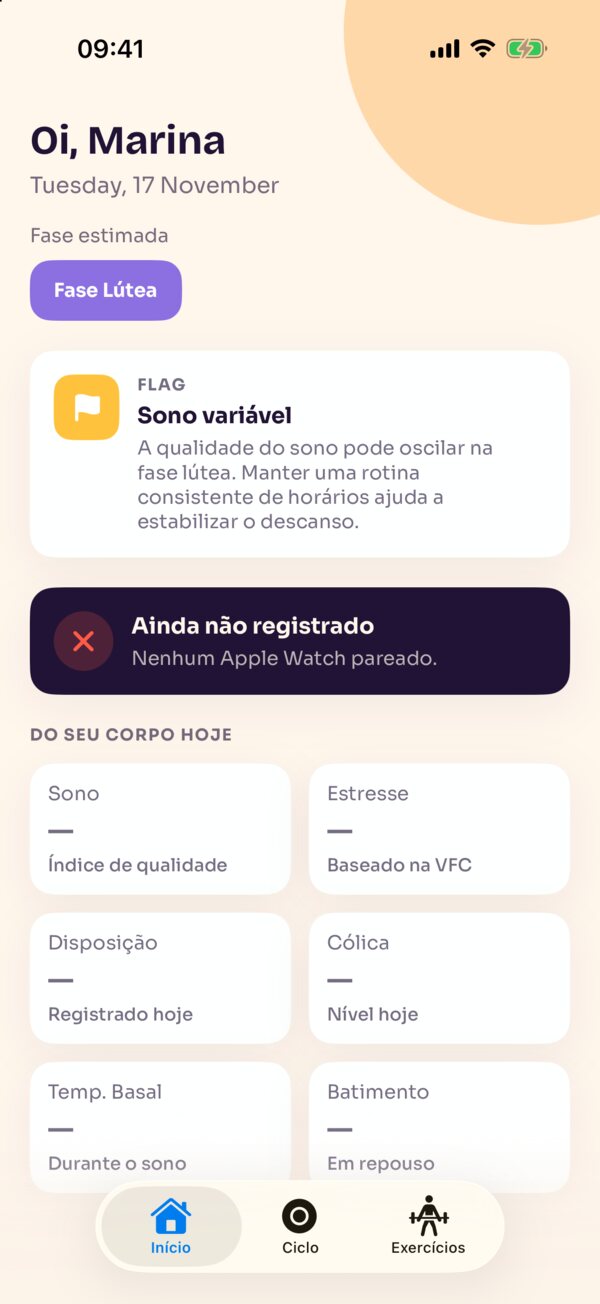 09:41
Oi, Marina
Tuesday, 17 November
Fase estimada
Fase Lútea
FLAG
Sono variável
A qualidade do sono pode oscilar na
fase lútea. Manter uma rotina
consistente de horários ajuda a
estabilizar o descanso.
Ainda não registrado
Nenhum Apple Watch pareado.
DO SEU CORPO HOJE
Sono
—
Índice de qualidade
Estresse
—
Baseado na VFC
Disposição
—
Registrado hoje
Cólica
—
Nível hoje
Temp. Basal
—
Durante o sono
Batimento
—
Em repouso
Início
Ciclo
Exercícios